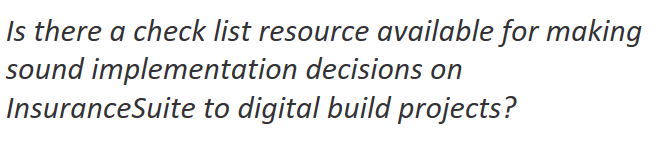 Is there a check list resource available for making
sound implementation decisions on
InsuranceSuite to digital build projects?